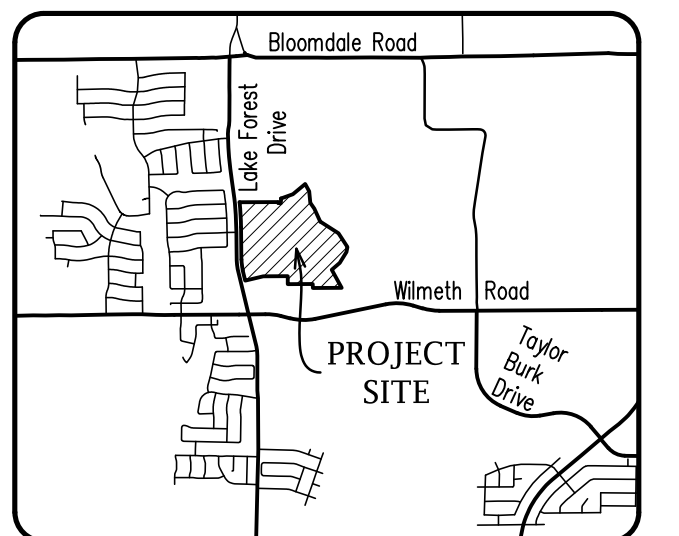 Bloomdale Road
Lake Forest
Drive
Wilmeth Road
PROJECT
SITE
Taylor
Burk
Drive